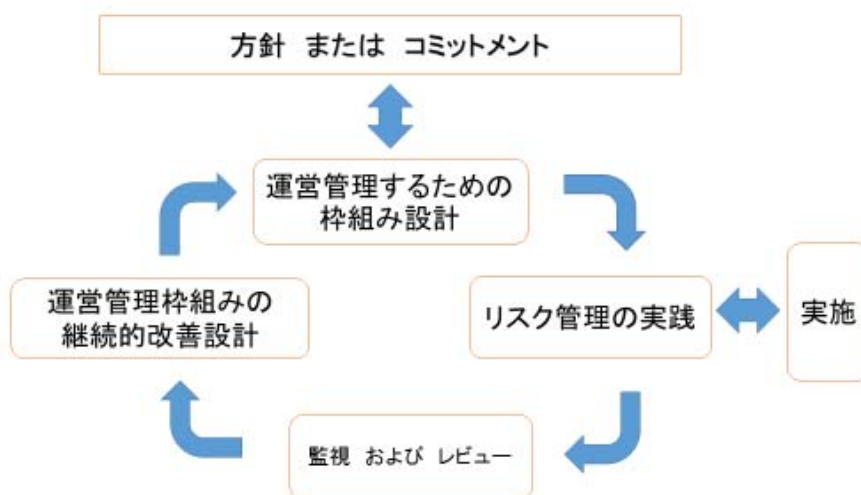 方針 または コミットメント
運営管理するための
枠組み設計
運営管理枠組みの
継続的改善設計
リスク管理の実践
実施
監視 および レビュー